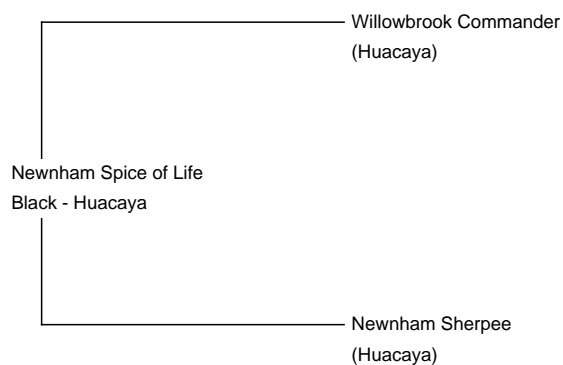 Willowbrook Commander
(Huacaya)
Newnham Spice of Life
Black - Huacaya
Newnham Sherpee
(Huacaya)